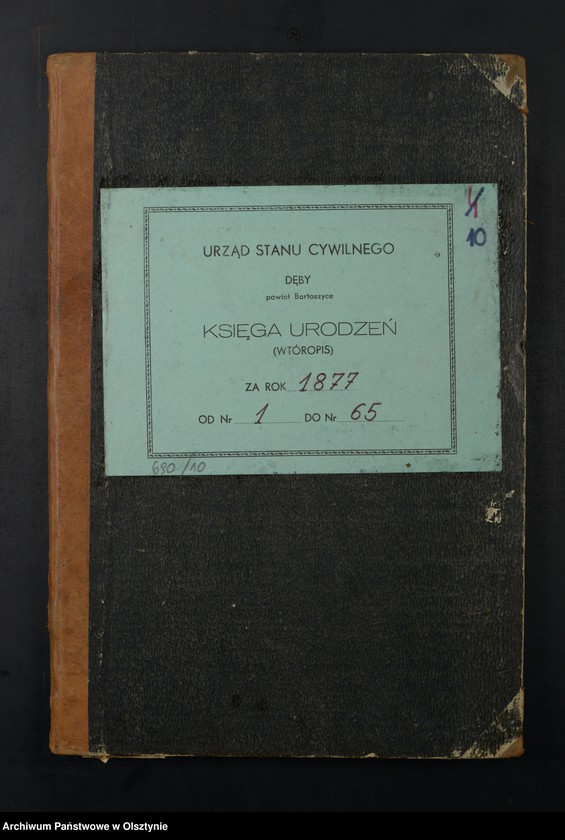 10
URZĄD STANU CYWILNEGO
DĘBY
powiat Bartoszyce
KSIĘGA URODZEŃ
(WTÓROPIS)
ZA ROK 1877
OD Nr 1 DO Nr 65
690/10
Archiwum Państwowe w Olsztynie